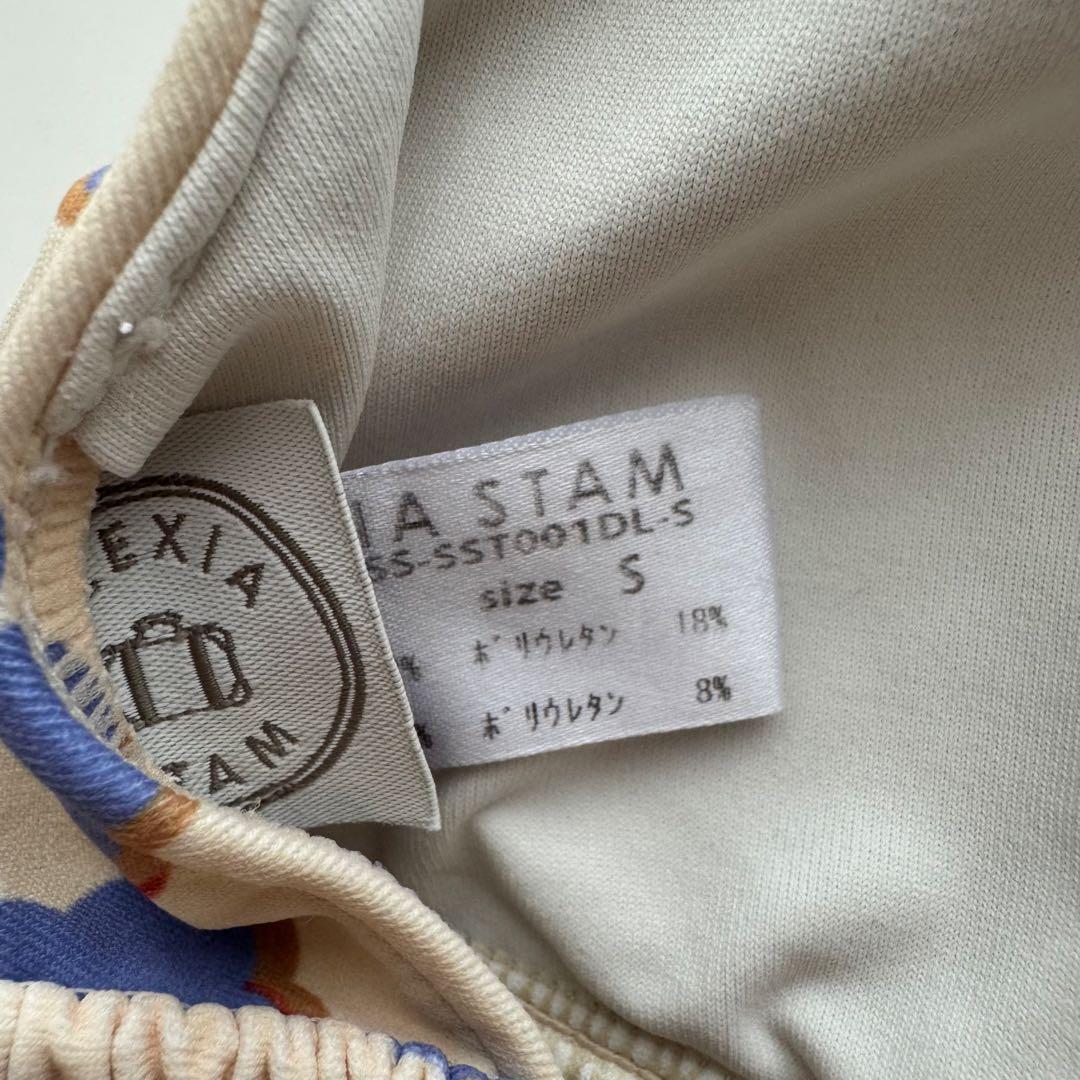 EXIA
EAM
IA STAM
SS-SST001DL-S
size S
% ポリウレタン 18%
% ポリウレタン 8%